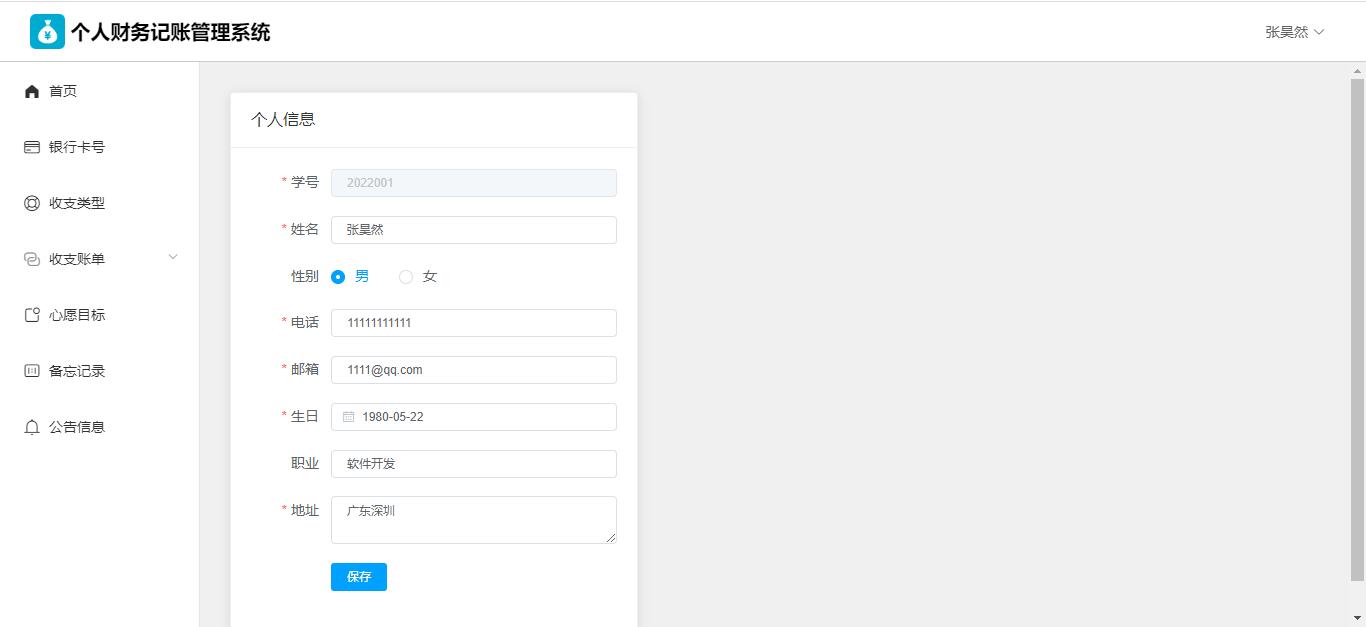 个人财务记账管理系统
张昊然
首页
银行卡号
收支类型
收支账单
心愿目标
备忘记录
公告信息
个人信息
* 学号 2022001
* 姓名 张昊然
性别 男 女
* 电话 11111111111
* 邮箱 1111@qq.com
* 生日 1980-05-22
职业 软件开发
* 地址 广东深圳
保存